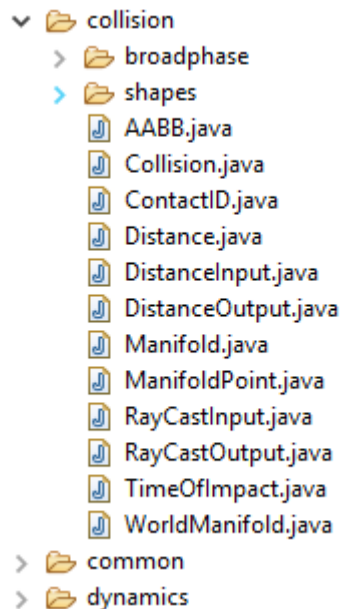 collision
broadphase
shapes
AABB.java
Collision.java
ContactID.java
Distance.java
DistanceInput.java
DistanceOutput.java
Manifold.java
ManifoldPoint.java
RayCastInput.java
RayCastOutput.java
TimeOfImpact.java
WorldManifold.java
common
dynamics